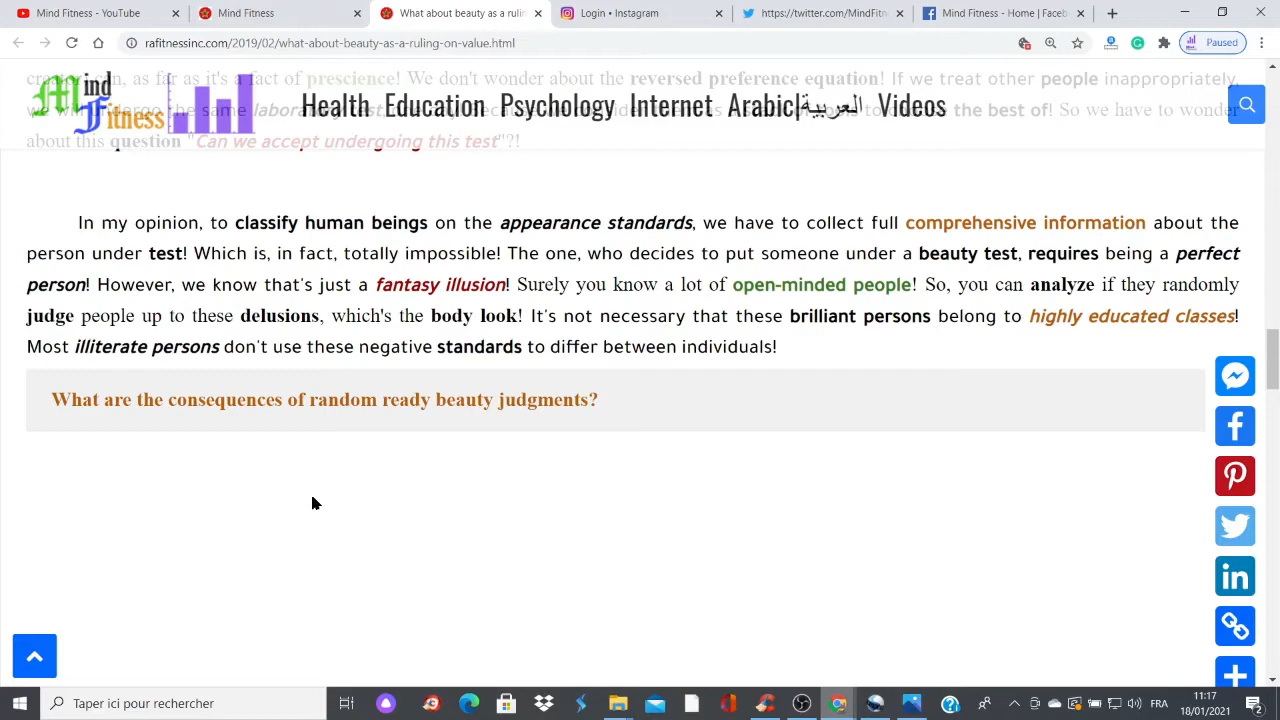 Mind Fitness - YouTube
Mind Fitness
What about beauty as a rulin
Login • Instagram
https://twitter.com/MindFitn
Mind Fitness - Home | Faceb
rafitnessinc.com/2019/02/what-about-beauty-as-a-ruling-on-value.html
Paused
creator can, as far as it's a fact of prescience! We don't wonder about the reversed preference equation! If we treat other people inappropriately,
Mind
Fitness
Health Education Psychology Internet Arabic|العربية Videos
the best of! So we have to wonder
about this question "Can we accept undergoing this test"?!
In my opinion, to classify human beings on the appearance standards, we have to collect full comprehensive information about the
person under test! Which is, in fact, totally impossible! The one, who decides to put someone under a beauty test, requires being a perfect
person! However, we know that's just a fantasy illusion! Surely you know a lot of open-minded people! So, you can analyze if they randomly
judge people up to these delusions, which's the body look! It's not necessary that these brilliant persons belong to highly educated classes!
Most illiterate persons don't use these negative standards to differ between individuals!
What are the consequences of random ready beauty judgments?
Taper ici pour rechercher
FRA
11:17
18/01/2021
2